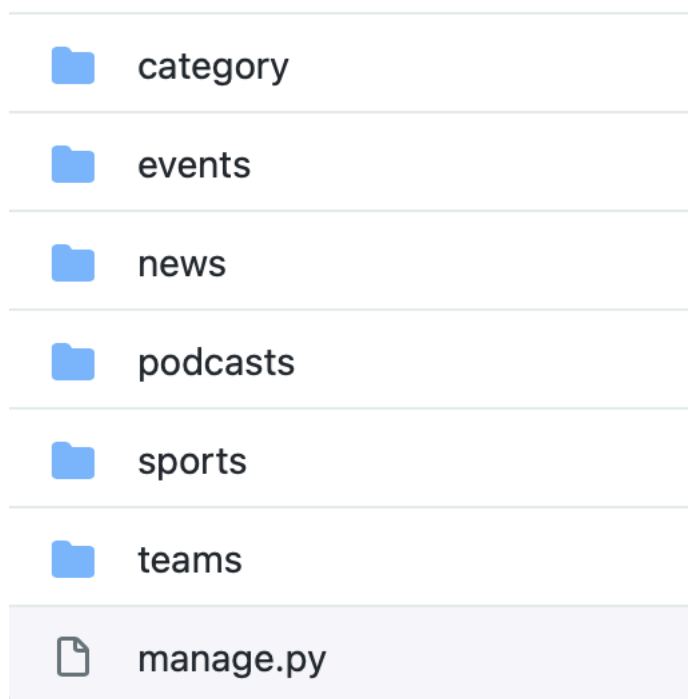 category
events
news
podcasts
sports
teams
manage.py